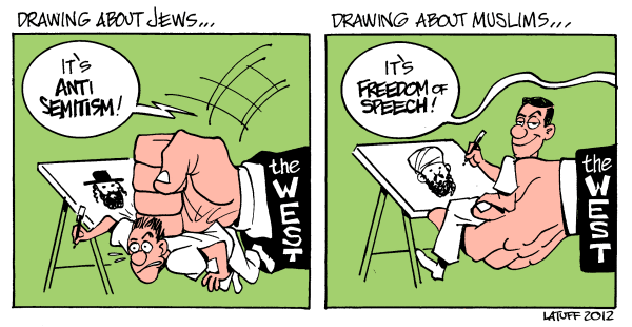 DRAWING ABOUT JEWS...
IT'S
ANTI
SEMITISM!
the
WEST
DRAWING ABOUT MUSLIMS...
IT'S
FREEDOM OF
SPEECH!
the
WEST
LATUFF 2012